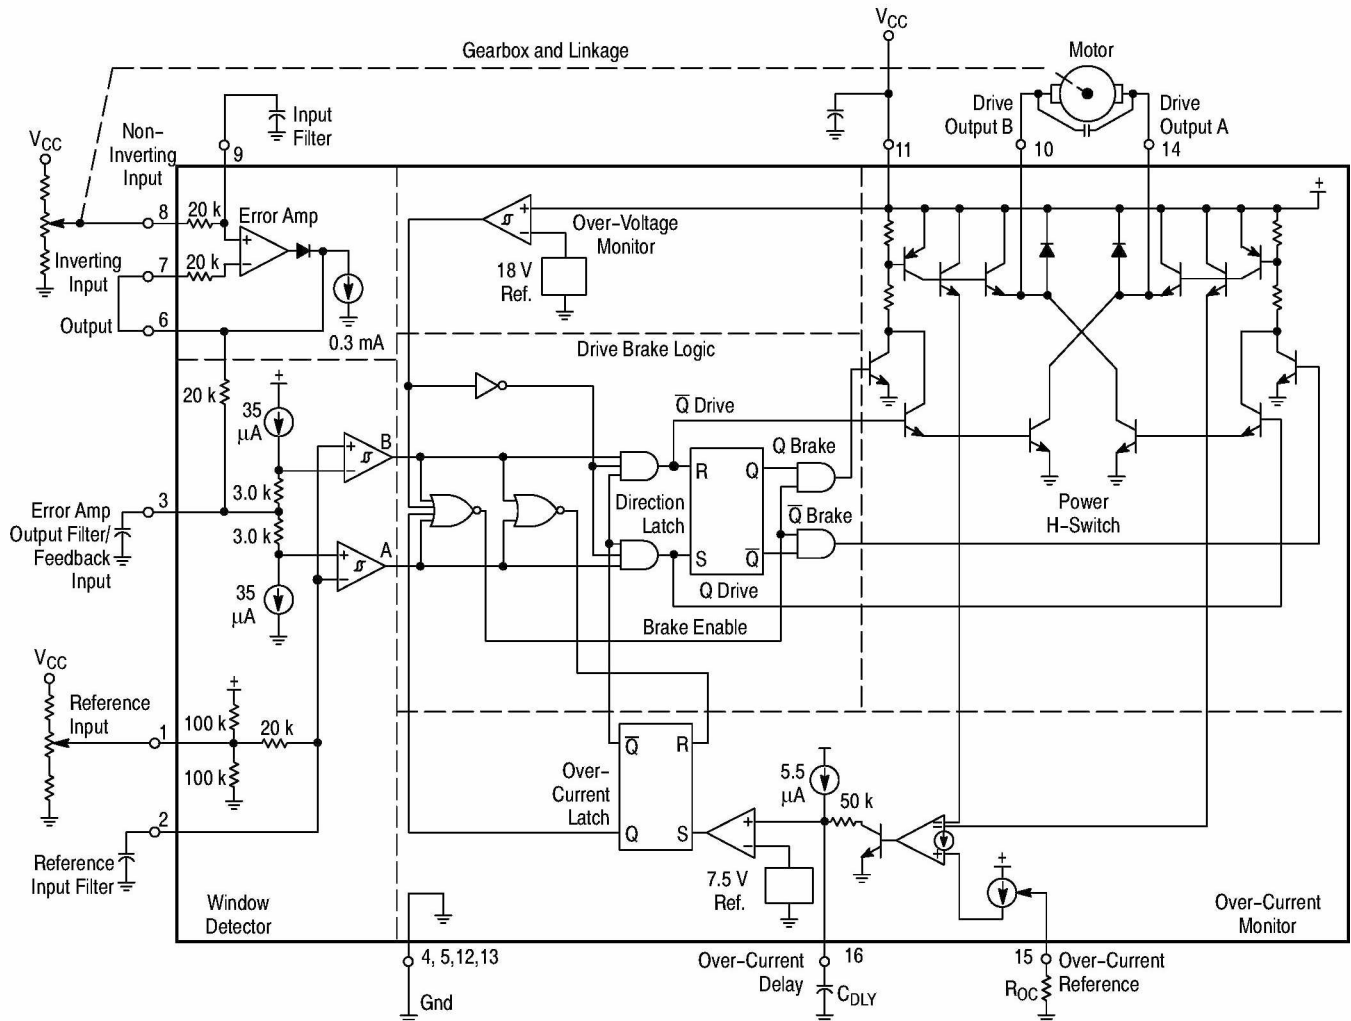 V_CC
Gearbox and Linkage
Motor
Input
Filter
Non-
Inverting
Input
V_CC
9
Drive
Output B
Drive
Output A
11
10
14
8
20 k
Error Amp
+
−
Inverting
Input
7
20 k
Output
6
0.3 mA
+
−
Over-Voltage
Monitor
18 V
Ref.
+
Drive Brake Logic
20 k
+
35
µA
3.0 k
3.0 k
35
µA
+
−
B
+
−
A
3
Error Amp
Output Filter/
Feedback
Input
Q̅ Drive
R
Q
Direction
Latch
S
Q̅
Q Brake
Q̅ Brake
Q Drive
Brake Enable
Power
H-Switch
V_CC
Reference
Input
1
+
100 k
20 k
100 k
2
Reference
Input Filter
Q̅
R
Over-
Current
Latch
Q
S
5.5
µA
50 k
+
−
7.5 V
Ref.
=
+
+
Window
Detector
Over-Current
Monitor
4, 5,12,13
Gnd
Over-Current
Delay
16
C_DLY
15
Over-Current
Reference
R_OC